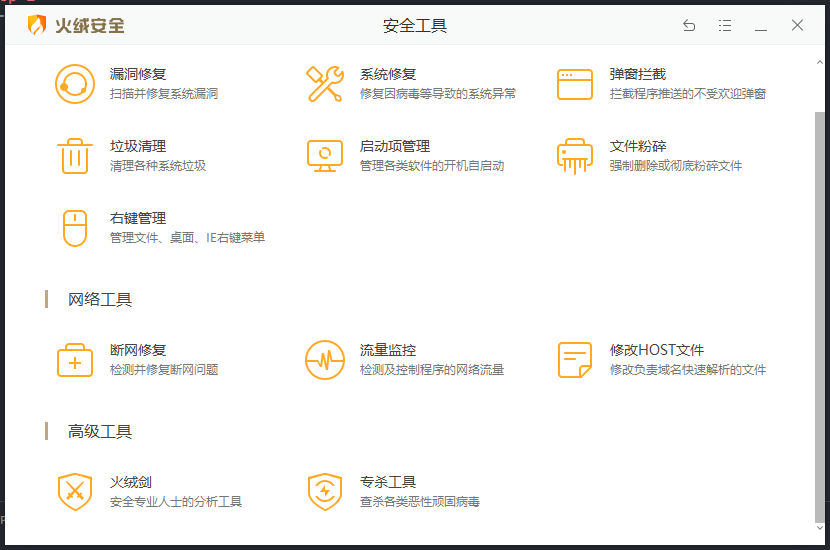 火绒安全
安全工具
漏洞修复
扫描并修复系统漏洞
系统修复
修复因病毒等导致的系统异常
弹窗拦截
拦截程序推送的不受欢迎弹窗
垃圾清理
清理各种系统垃圾
启动项管理
管理各类软件的开机自启动
文件粉碎
强制删除或彻底粉碎文件
右键管理
管理文件、桌面、IE右键菜单
网络工具
断网修复
检测并修复断网问题
流量监控
检测及控制程序的网络流量
修改HOST文件
修改负责域名快速解析的文件
高级工具
火绒剑
安全专业人士的分析工具
专杀工具
查杀各类恶性顽固病毒